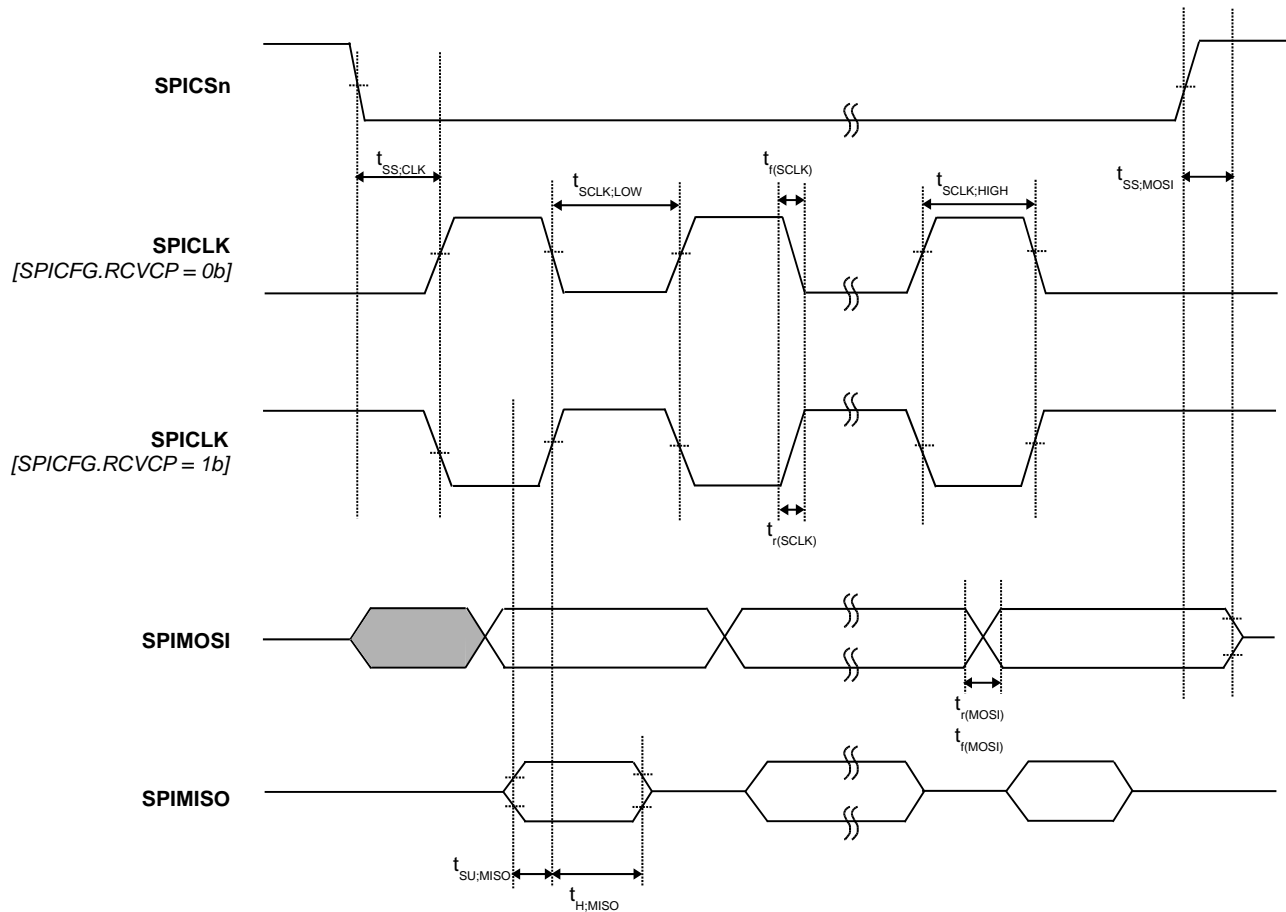 SPICSn
t_SS;CLK
t_SCLK;LOW
t_f(SCLK)
t_SCLK;HIGH
t_SS;MOSI
SPICLK
[SPICFG.RCVCP = 0b]
SPICLK
[SPICFG.RCVCP = 1b]
t_r(SCLK)
SPIMOSI
t_r(MOSI)
t_f(MOSI)
SPIMISO
t_SU;MISO
t_H;MISO